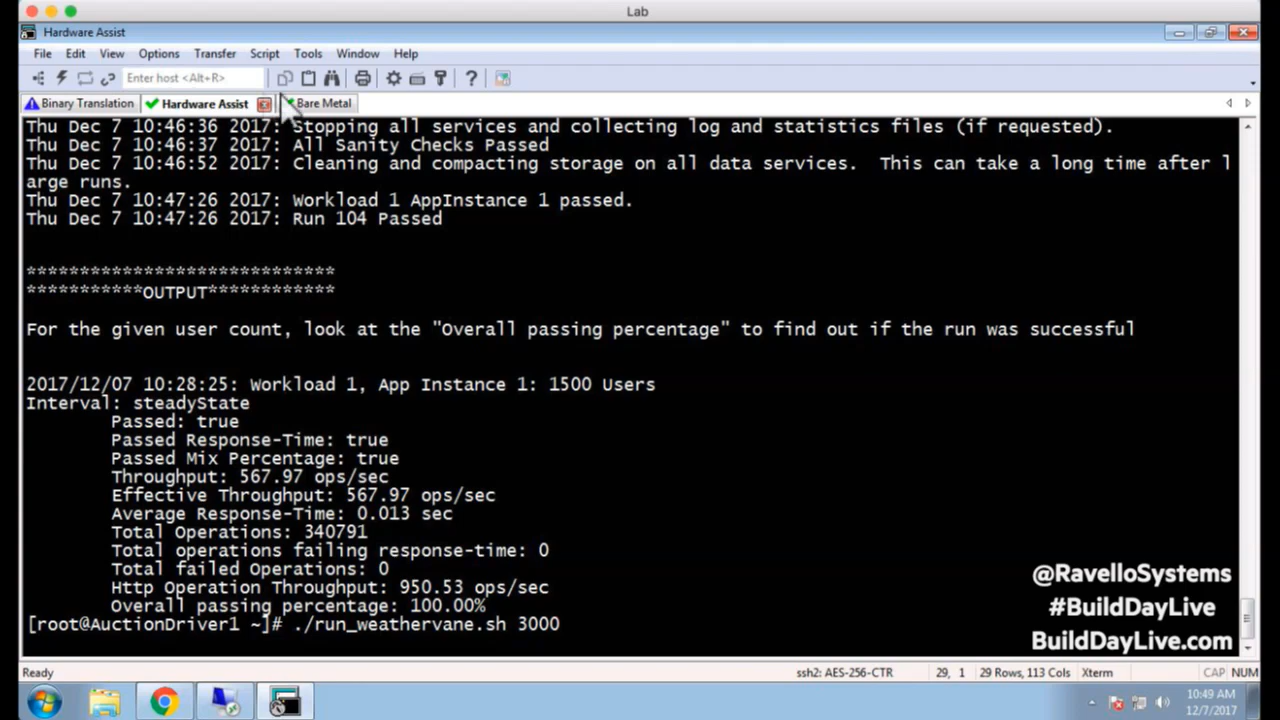 Lab
Hardware Assist
File Edit View Options Transfer Script Tools Window Help
Enter host <Alt+R>
Binary Translation Hardware Assist Bare Metal
Thu Dec 7 10:46:36 2017: Stopping all services and collecting log and statistics files (if requested).
Thu Dec 7 10:46:37 2017: All Sanity Checks Passed
Thu Dec 7 10:46:52 2017: Cleaning and compacting storage on all data services.  This can take a long time after l
arge runs.
Thu Dec 7 10:47:26 2017: Workload 1 AppInstance 1 passed.
Thu Dec 7 10:47:26 2017: Run 104 Passed
*****************************
***********OUTPUT************
For the given user count, look at the "Overall passing percentage" to find out if the run was successful
2017/12/07 10:28:25: Workload 1, App Instance 1: 1500 Users
Interval: steadyState
Passed: true
Passed Response-Time: true
Passed Mix Percentage: true
Throughput: 567.97 ops/sec
Effective Throughput: 567.97 ops/sec
Average Response-Time: 0.013 sec
Total Operations: 340791
Total operations failing response-time: 0
Total failed Operations: 0
Http Operation Throughput: 950.53 ops/sec
Overall passing percentage: 100.00%
[root@AuctionDriver1 ~]# ./run_weathervane.sh 3000
@RavelloSystems
#BuildDayLive
BuildDayLive.com
Ready ssh2: AES-256-CTR 29, 1 29 Rows, 113 Cols Xterm CAP NUM
10:49 AM
12/7/2017